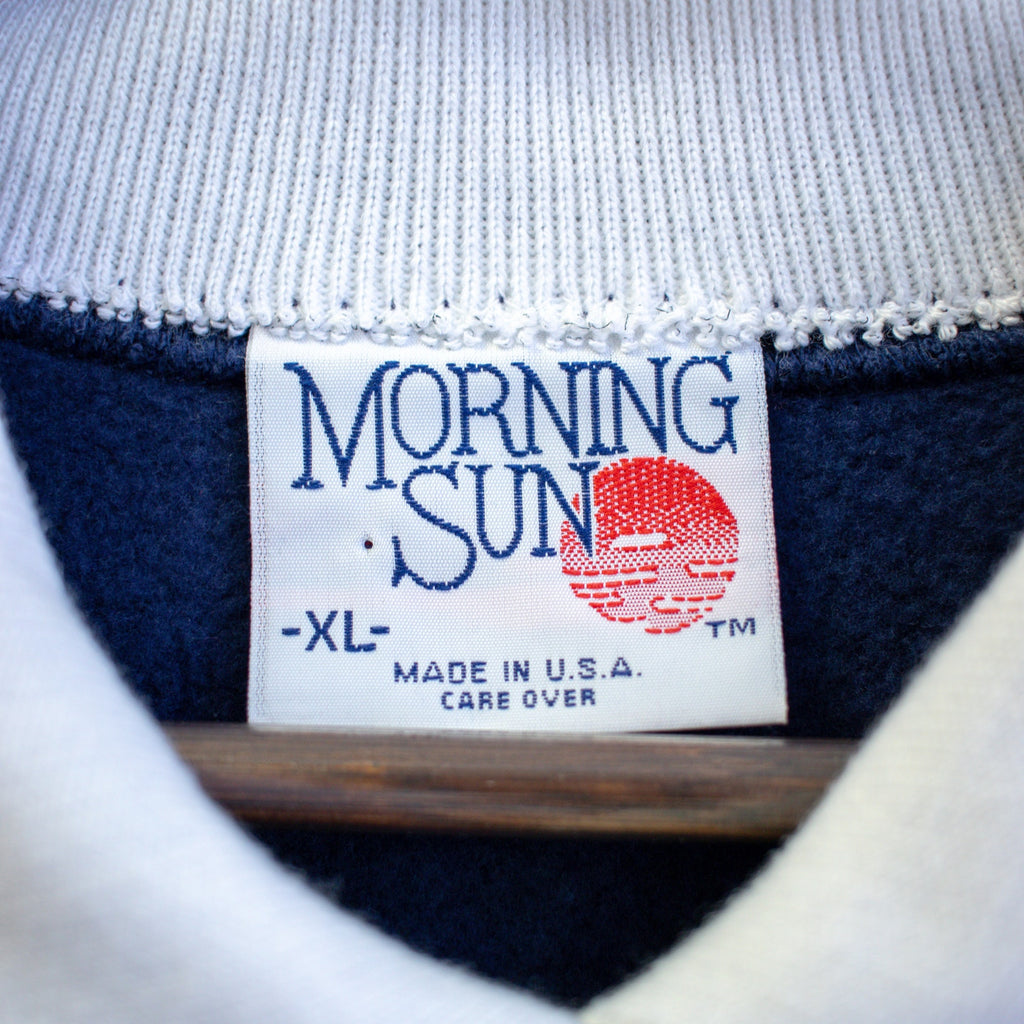 MORNING
SUN
-XL-
TM
MADE IN U.S.A.
CARE OVER